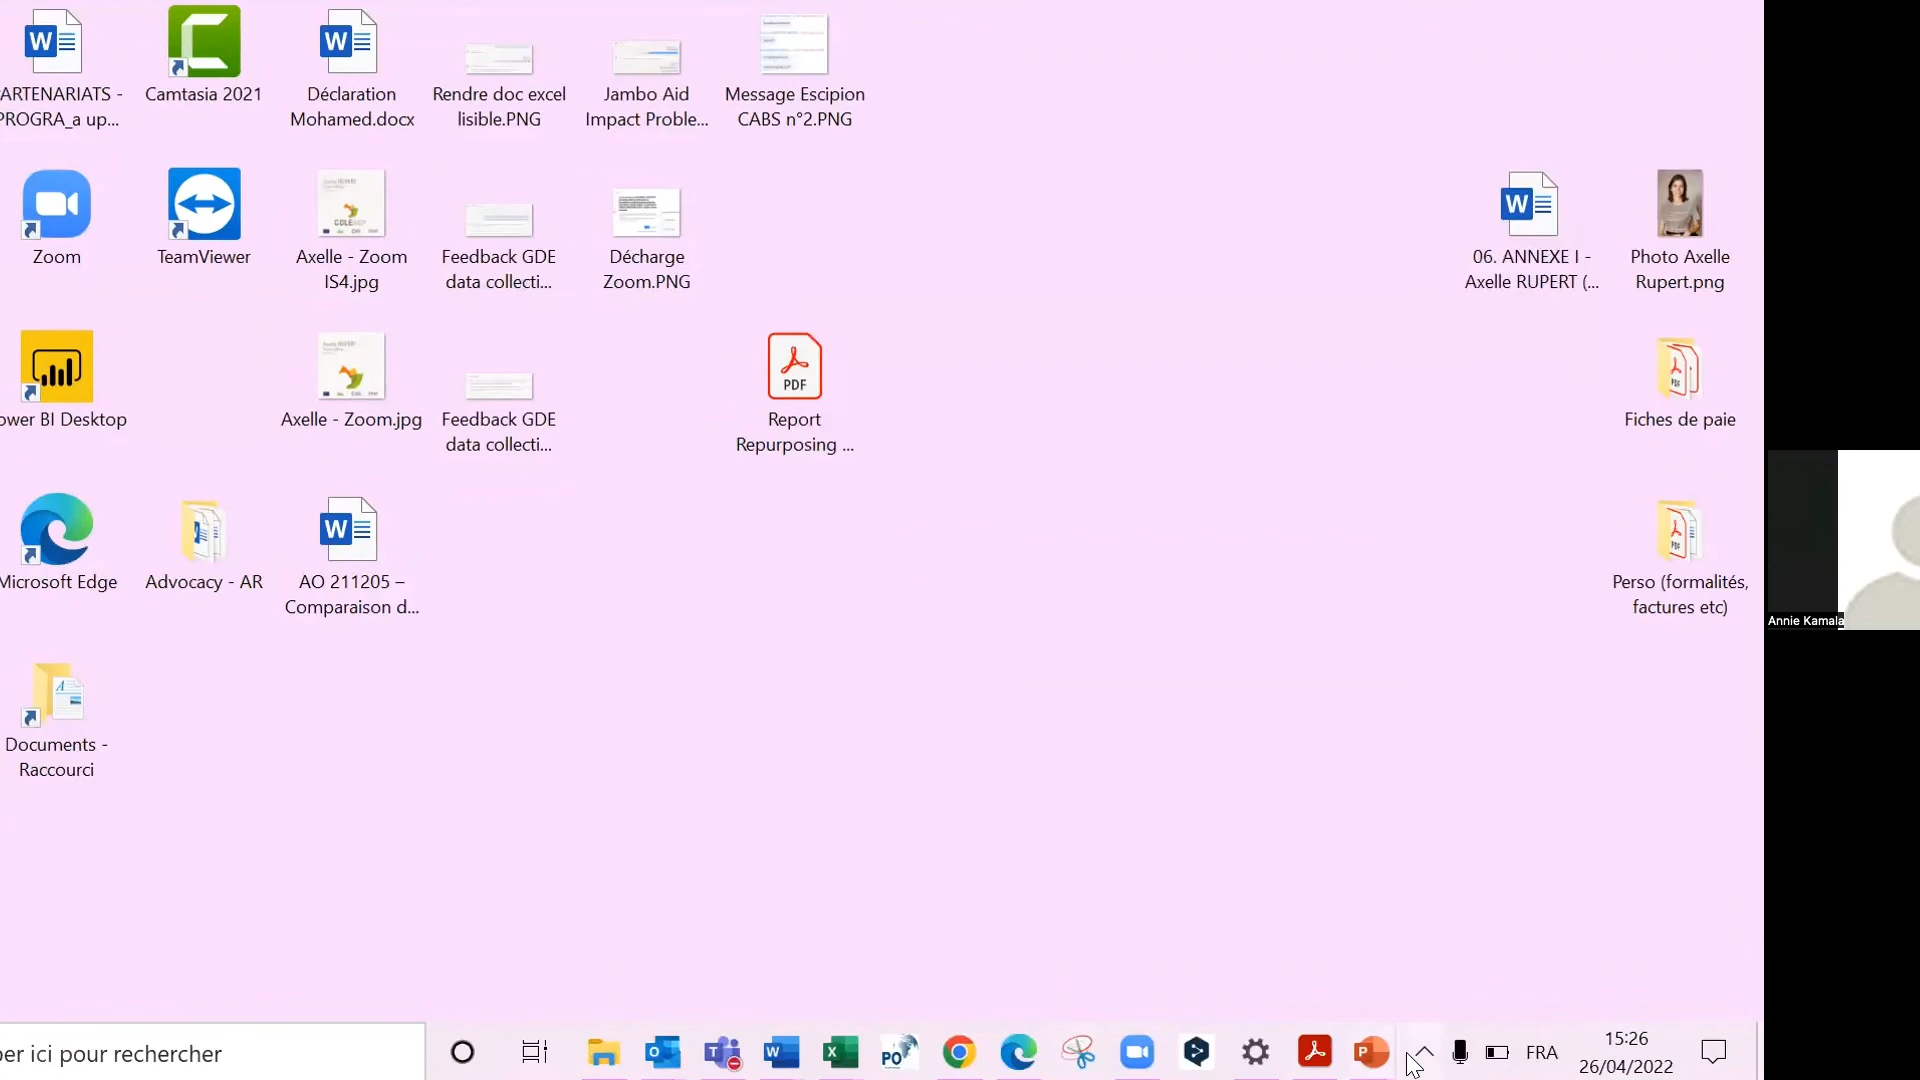 ARTENARIATS -
PROGRA_a up...
Camtasia 2021
Déclaration
Mohamed.docx
Rendre doc excel
lisible.PNG
Jambo Aid
Impact Proble...
Message Escipion
CABS n°2.PNG
Zoom
TeamViewer
Axelle - Zoom
IS4.jpg
Feedback GDE
data collecti...
Décharge
Zoom.PNG
06. ANNEXE I -
Axelle RUPERT (...
Photo Axelle
Rupert.png
ower BI Desktop
Axelle - Zoom.jpg
Feedback GDE
data collecti...
PDF
Report
Repurposing ...
Fiches de paie
Microsoft Edge
Advocacy - AR
AO 211205 –
Comparaison d...
Perso (formalités,
factures etc)
Annie Kamala
Documents -
Raccourci
per ici pour rechercher
FRA
15:26
26/04/2022